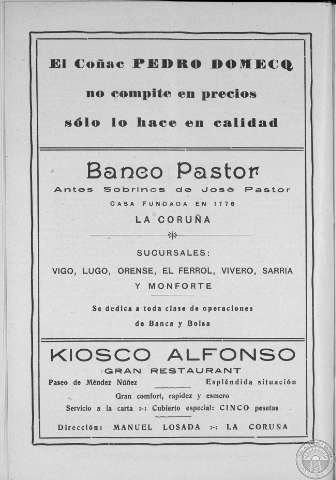 El Coñac PEDRO DOMECQ
no compite en precios
sólo lo hace en calidad
Banco Pastor
Antes Sobrinos de José Pastor
CASA FUNDADA EN 1776
LA CORUÑA
SUCURSALES:
VIGO, LUGO, ORENSE, EL FERROL, VIVERO, SARRIA
Y MONFORTE
Se dedica a toda clase de operaciones
de Banca y Bolsa
KIOSCO ALFONSO
GRAN RESTAURANT
Paseo de Méndez Núñez Espléndida situación
Gran comfort, rapidez y esmero
Servicio a la carta :-: Cubierto especial: CINCO pesetas
Dirección: MANUEL LOSADA :-: LA CORUÑA